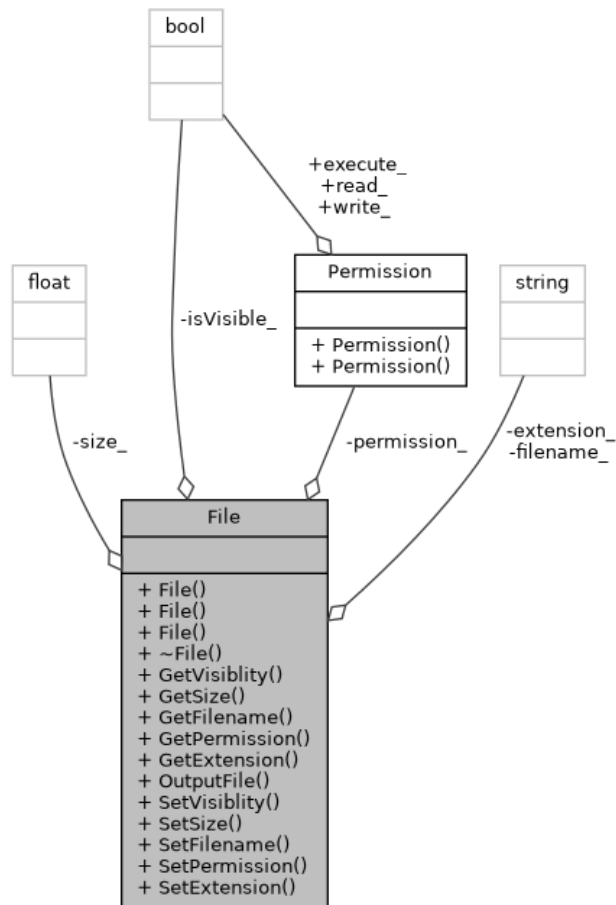 bool
+execute_
+read_
+write_
float
Permission
string
-isVisible_
+ Permission()
+ Permission()
-size_
-permission_
-extension_
-filename_
File
+ File()
+ File()
+ File()
+ ~File()
+ GetVisiblity()
+ GetSize()
+ GetFilename()
+ GetPermission()
+ GetExtension()
+ OutputFile()
+ SetVisiblity()
+ SetSize()
+ SetFilename()
+ SetPermission()
+ SetExtension()